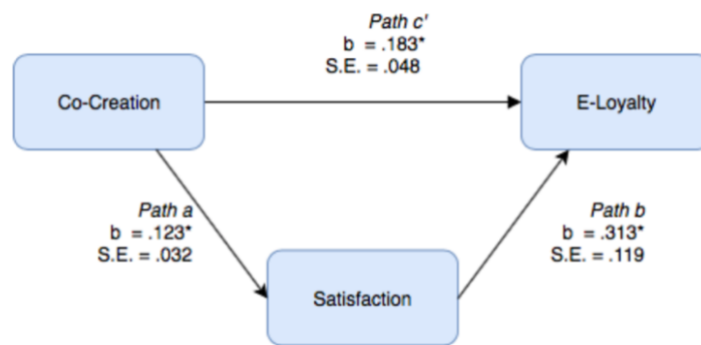 Path c'
b = .183*
S.E. = .048
Co-Creation
E-Loyalty
Path a
b = .123*
S.E. = .032
Path b
b = .313*
S.E. = .119
Satisfaction